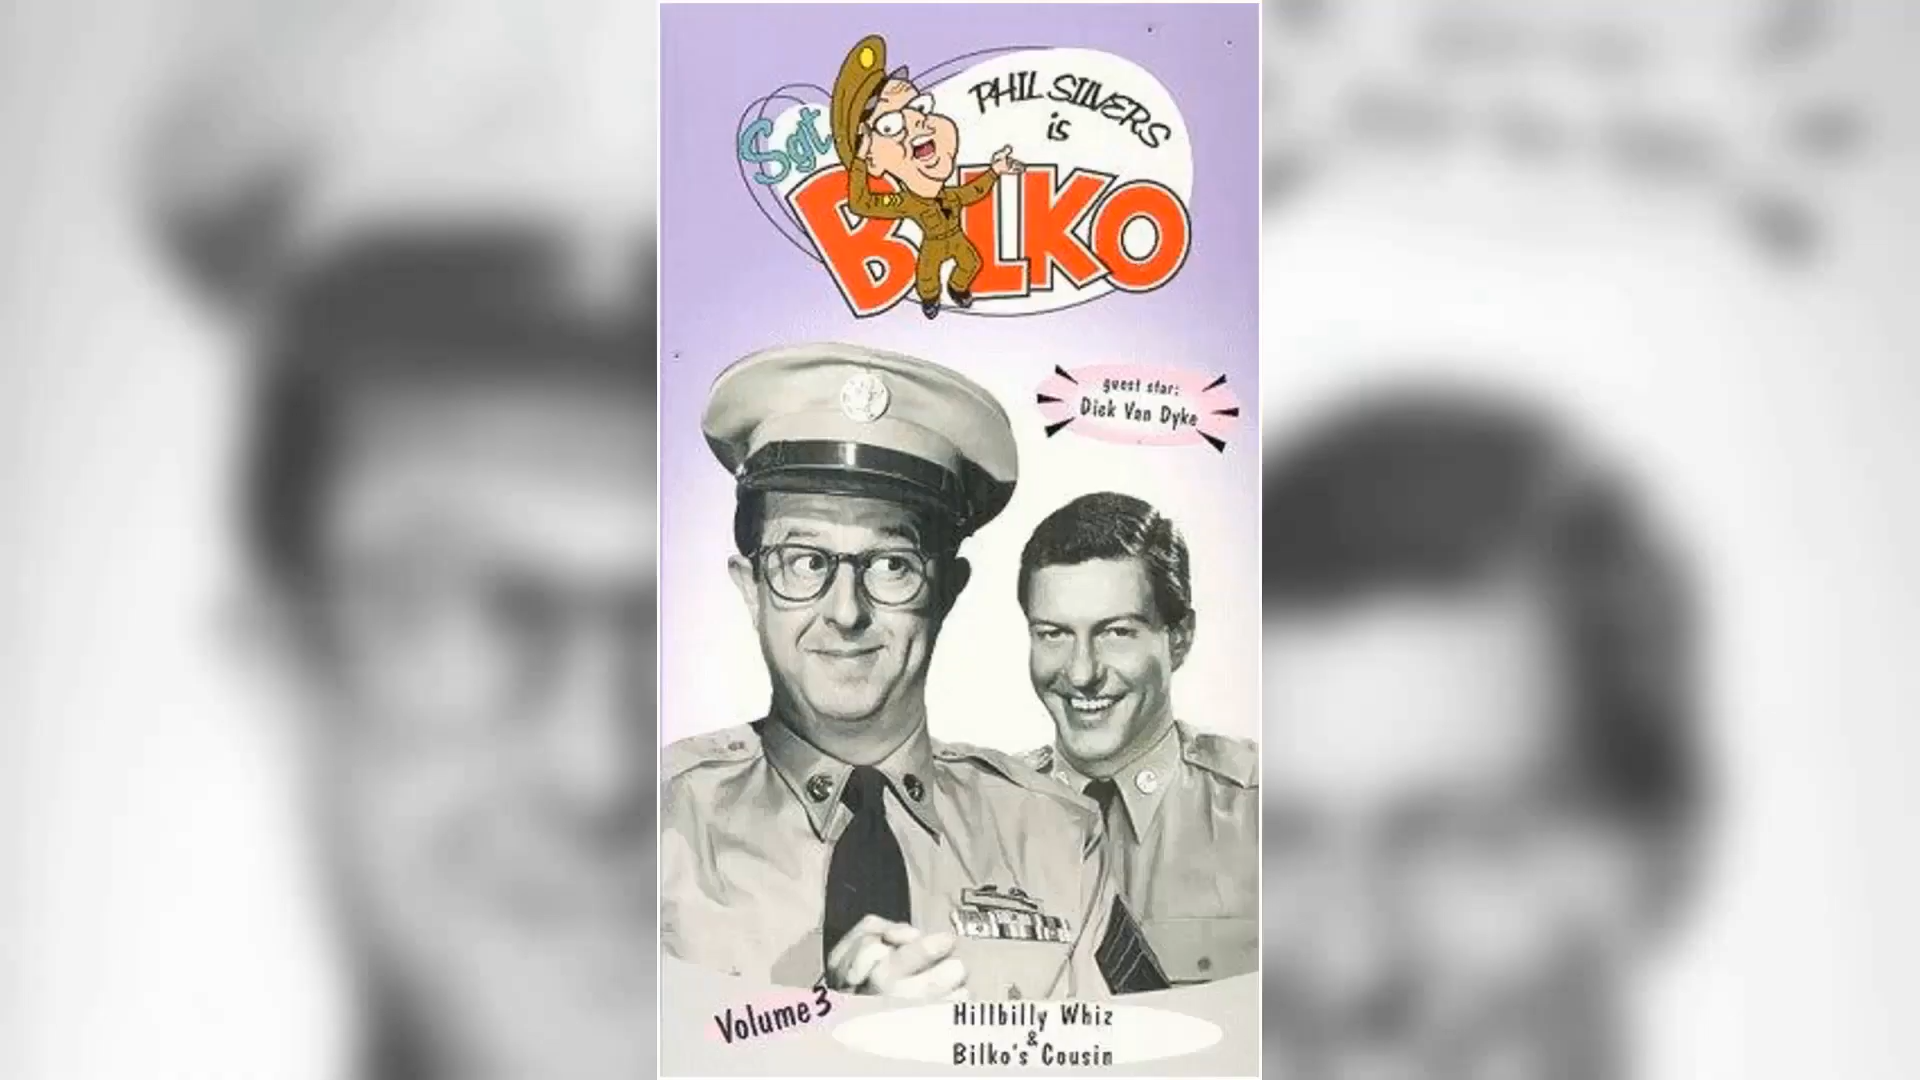 Sgt
PHIL SILVERS
is
BILKO
guest star:
Dick Van Dyke
Volume 3
Hillbilly Whiz
&
Bilko's Cousin